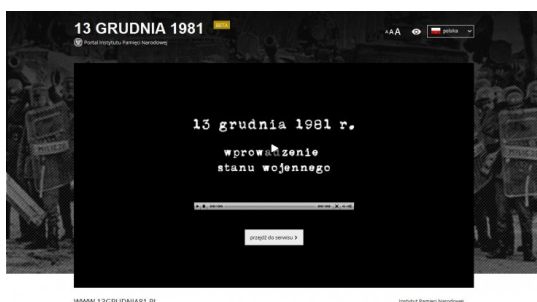 13 GRUDNIA 1981 BETA
Portal Instytutu Pamięci Narodowej
A A A
polska
13 grudnia 1981 r.
wprowadzenie
stanu wojennego
przejdź do serwisu >
WWW.13GRUDNIA81.PL
Instytut Pamięci Narodowej